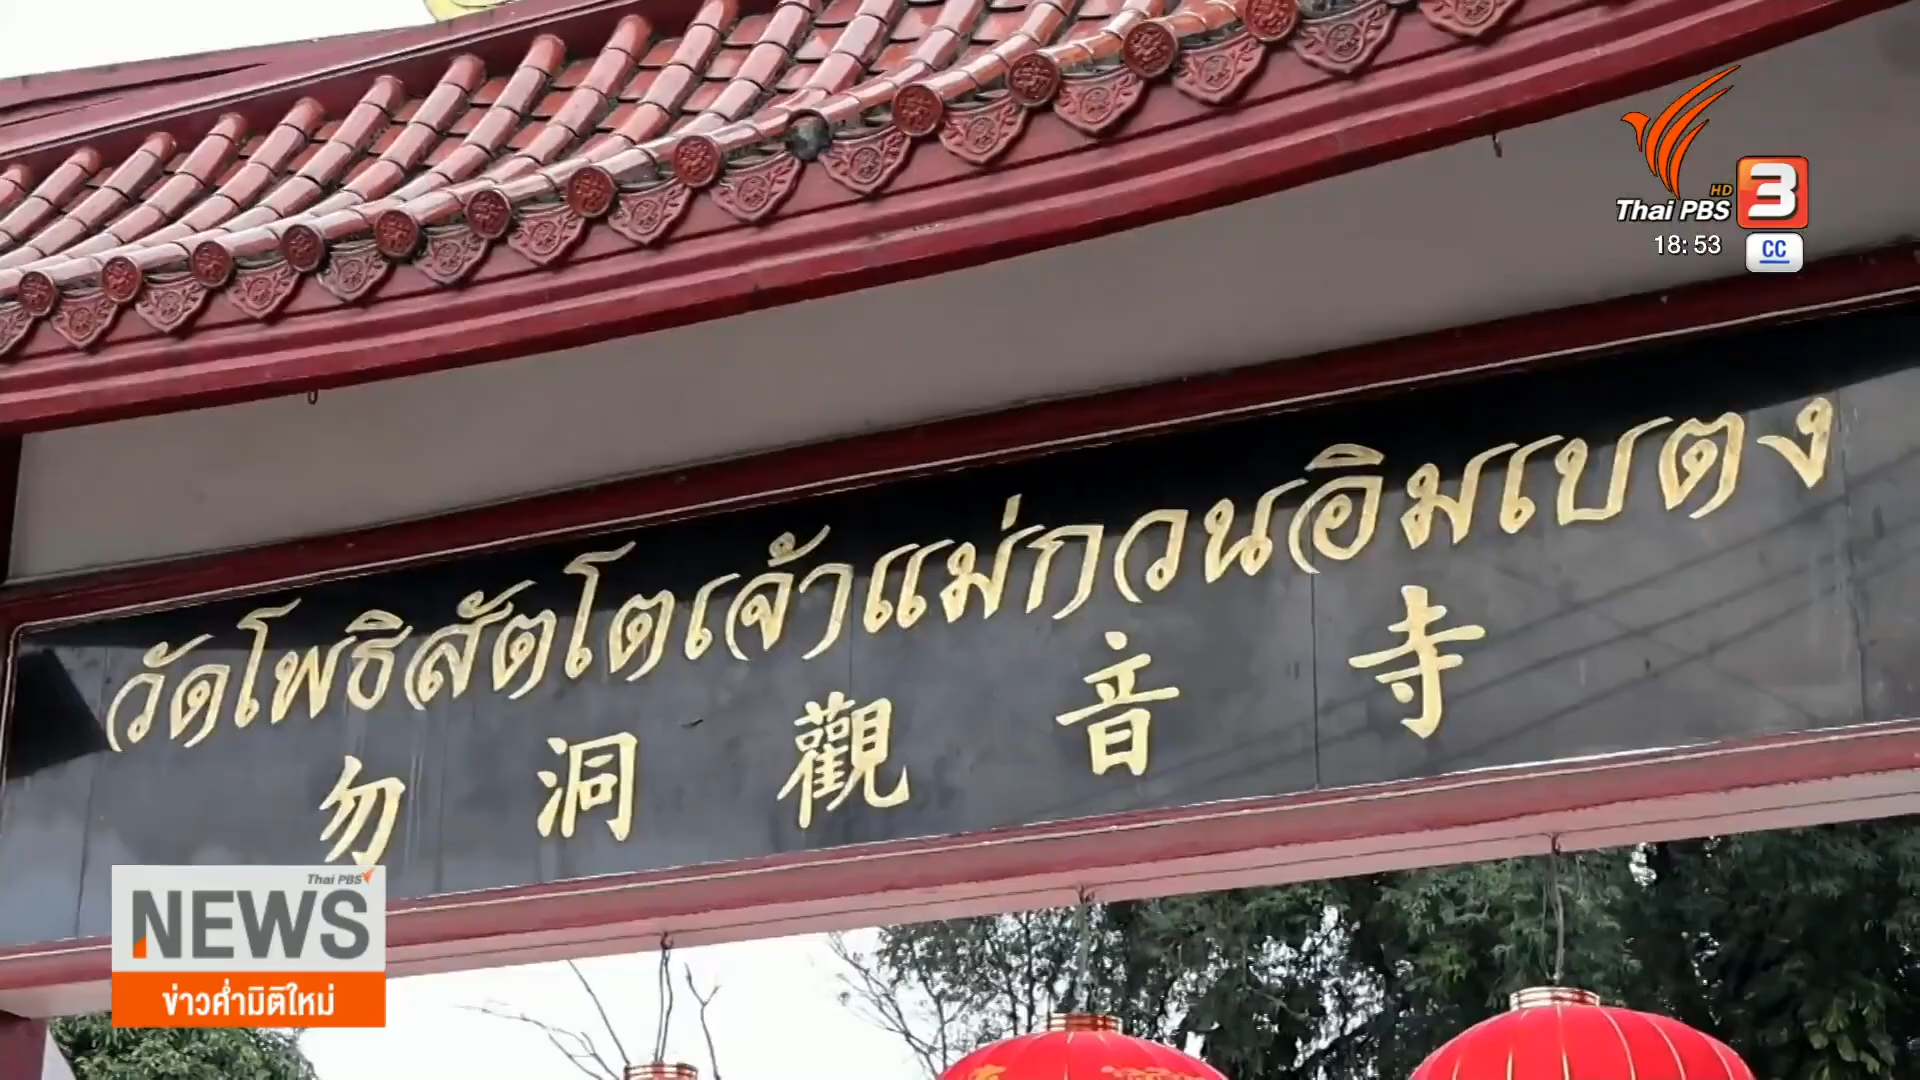 Thai PBS HD 3
18:53 CC
วัดโพธิสัตโตเจ้าแม่กวนอิมเบตง
勿洞觀音寺
Thai PBS
NEWS
ข่าวค่ำมิติใหม่